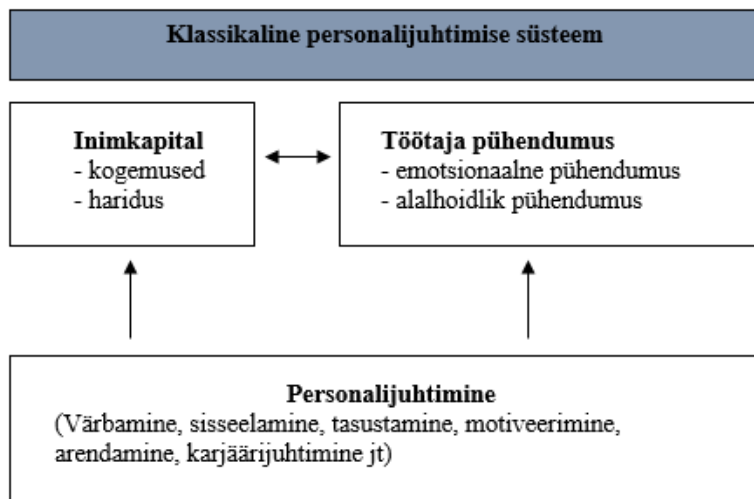 Klassikaline personalijuhtimise süsteem
Inimkapital
- kogemused
- haridus
Töötaja pühendumus
- emotsionaalne pühendumus
- alalhoidlik pühendumus
Personalijuhtimine
(Värbamine, sisseelamine, tasustamine, motiveerimine,
arendamine, karjäärijuhtimine jt)